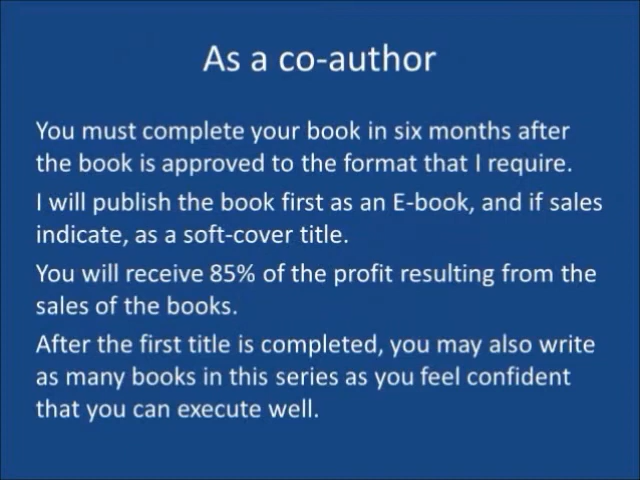 As a co-author
You must complete your book in six months after
the book is approved to the format that I require.
I will publish the book first as an E-book, and if sales
indicate, as a soft-cover title.
You will receive 85% of the profit resulting from the
sales of the books.
After the first title is completed, you may also write
as many books in this series as you feel confident
that you can execute well.